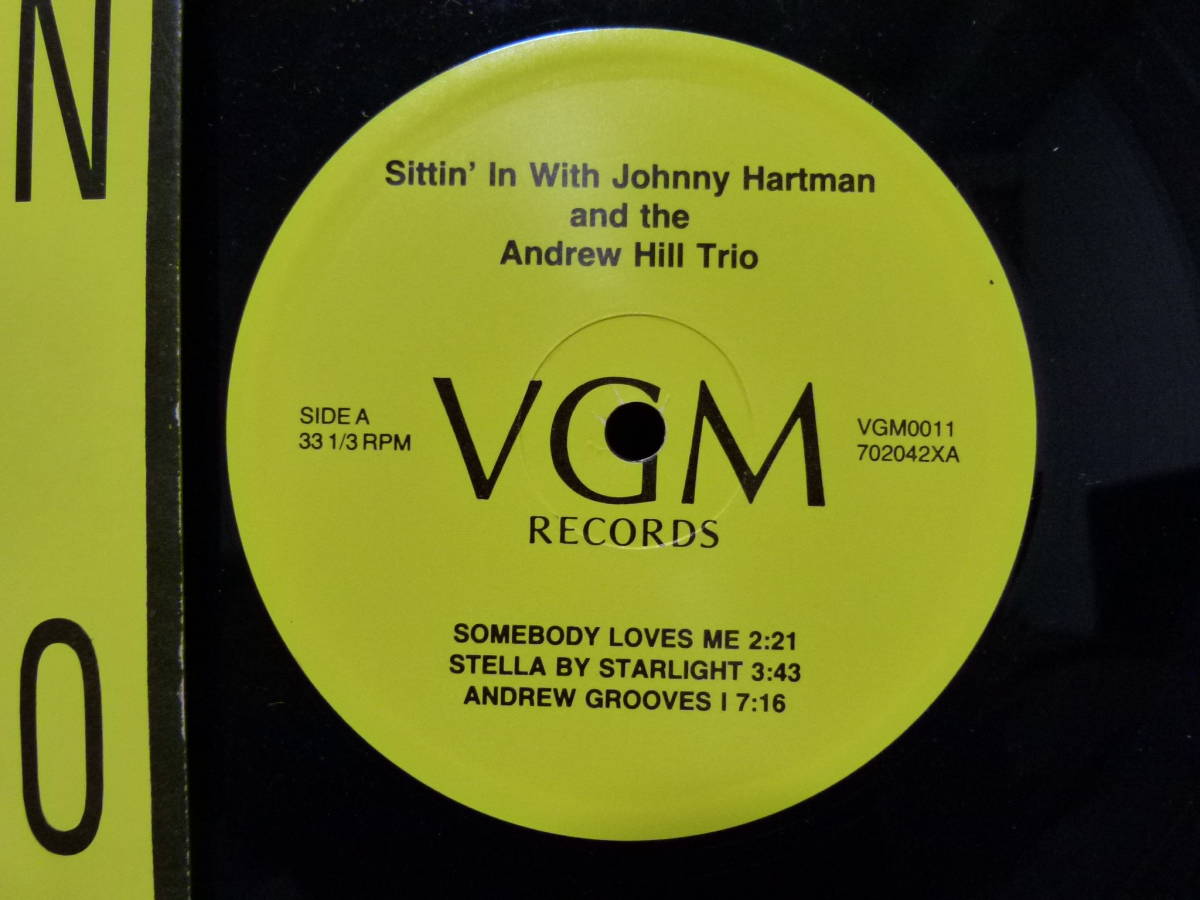 N
O
Sittin' In With Johnny Hartman
and the
Andrew Hill Trio
SIDE A
33 1/3 RPM
VGM
RECORDS
VGM0011
702042XA
SOMEBODY LOVES ME 2:21
STELLA BY STARLIGHT 3:43
ANDREW GROOVES I 7:16